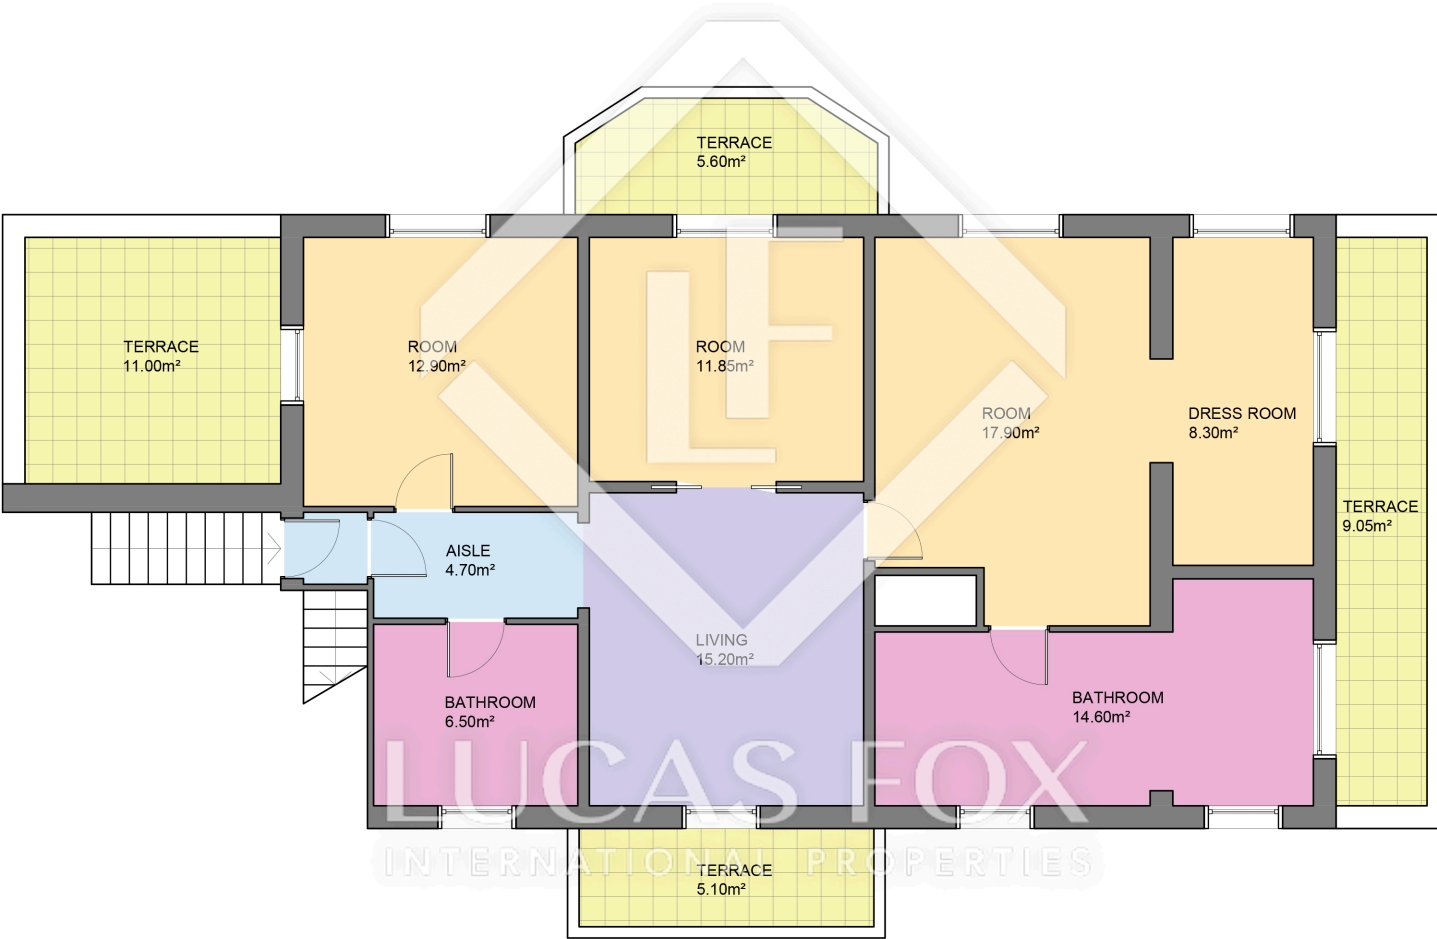 TERRACE
5.60m²
TERRACE
11.00m²
ROOM
12.90m²
ROOM
11.85m²
ROOM
17.90m²
DRESS ROOM
8.30m²
TERRACE
9.05m²
AISLE
4.70m²
LIVING
15.20m²
BATHROOM
6.50m²
BATHROOM
14.60m²
LF
LUCAS FOX
INTERNATIONAL PROPERTIES
TERRACE
5.10m²